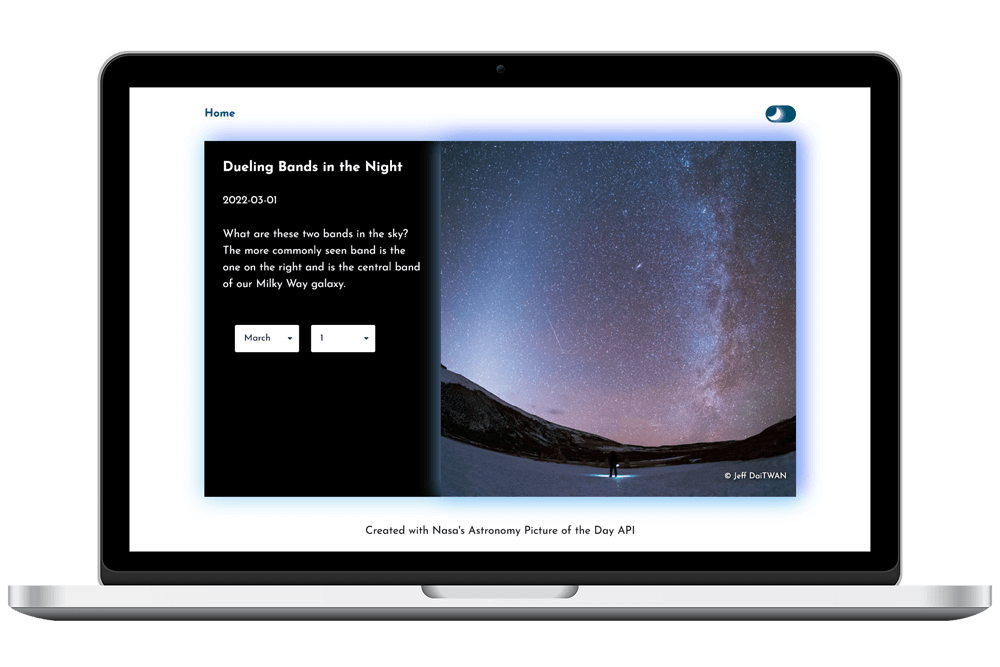 Home
Dueling Bands in the Night
2022-03-01
What are these two bands in the sky?
The more commonly seen band is the
one on the right and is the central band
of our Milky Way galaxy.
March 1
© Jeff DaiTWAN
Created with Nasa's Astronomy Picture of the Day API